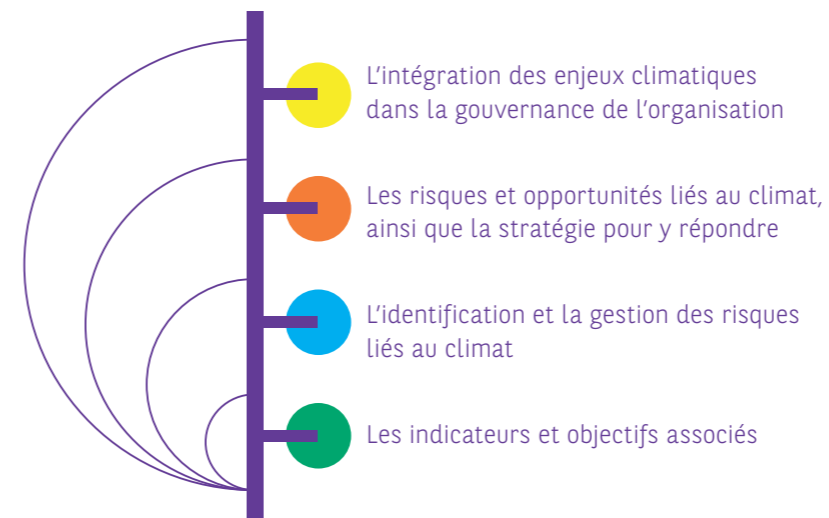 L'intégration des enjeux climatiques
dans la gouvernance de l'organisation
Les risques et opportunités liés au climat,
ainsi que la stratégie pour y répondre
L'identification et la gestion des risques
liés au climat
Les indicateurs et objectifs associés